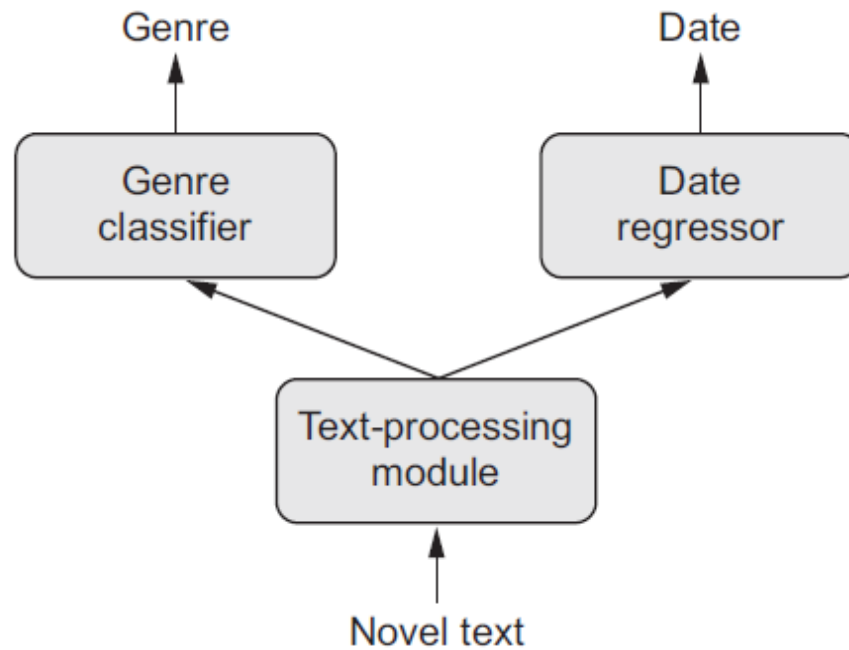 Genre
Date
Genre
classifier
Date
regressor
Text-processing
module
Novel text